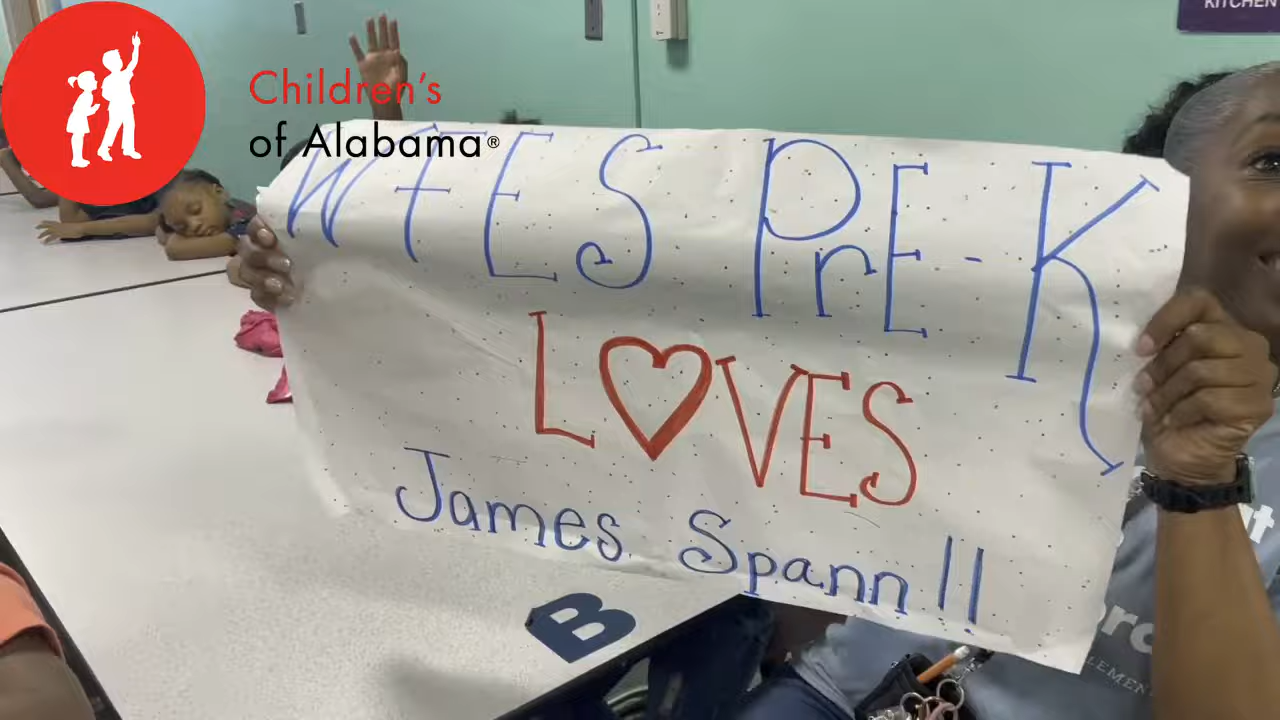 KITCHEN
Children's
of Alabama®
WFES PrE-K
LOVES
James Spann!!
B